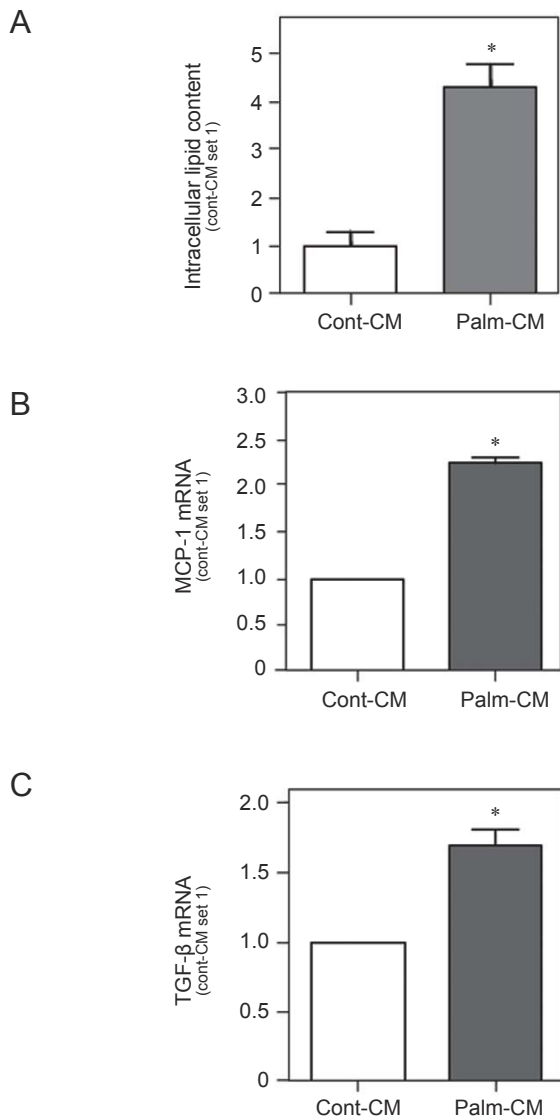 A
Intracellular lipid content
(cont-CM set 1)
5
4
3
2
1
0
*
Cont-CM Palm-CM
B
MCP-1 mRNA
(cont-CM set 1)
3.0
2.5
2.0
1.5
1.0
0.5
0
*
Cont-CM Palm-CM
C
TGF-β mRNA
(cont-CM set 1)
2.0
1.5
1.0
0.5
0
*
Cont-CM Palm-CM